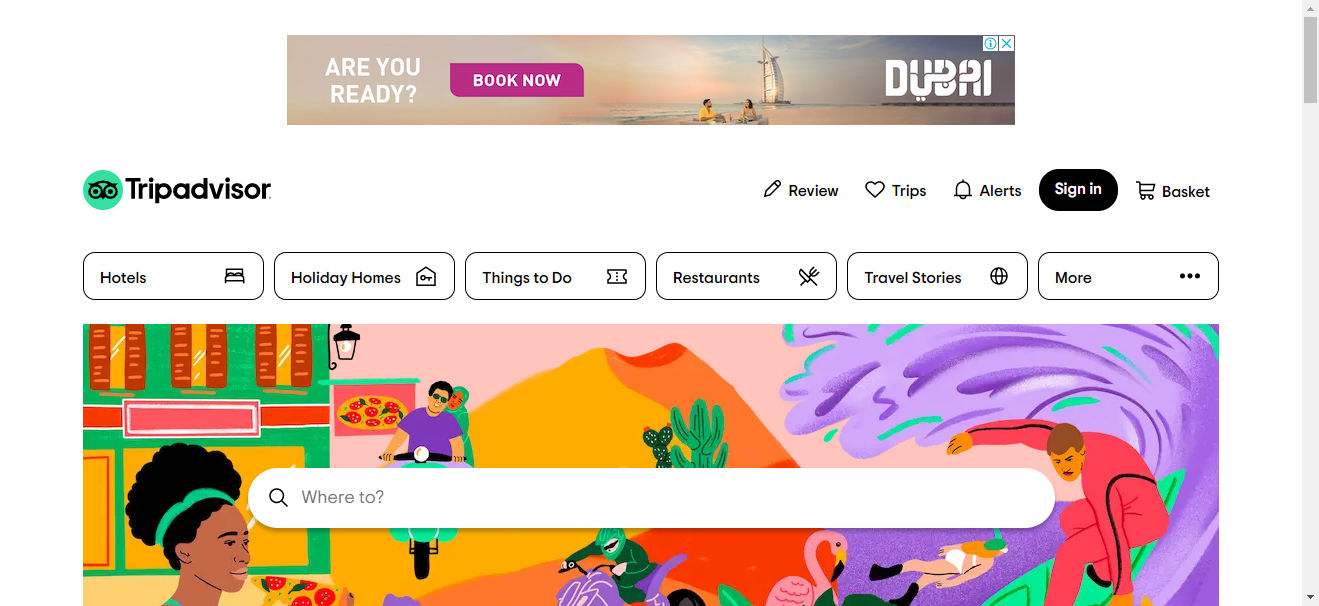 ARE YOU
READY?
BOOK NOW
DUBAI
Tripadvisor
Review
Trips
Alerts
Sign in
Basket
Hotels
Holiday Homes
Things to Do
Restaurants
Travel Stories
More
Where to?